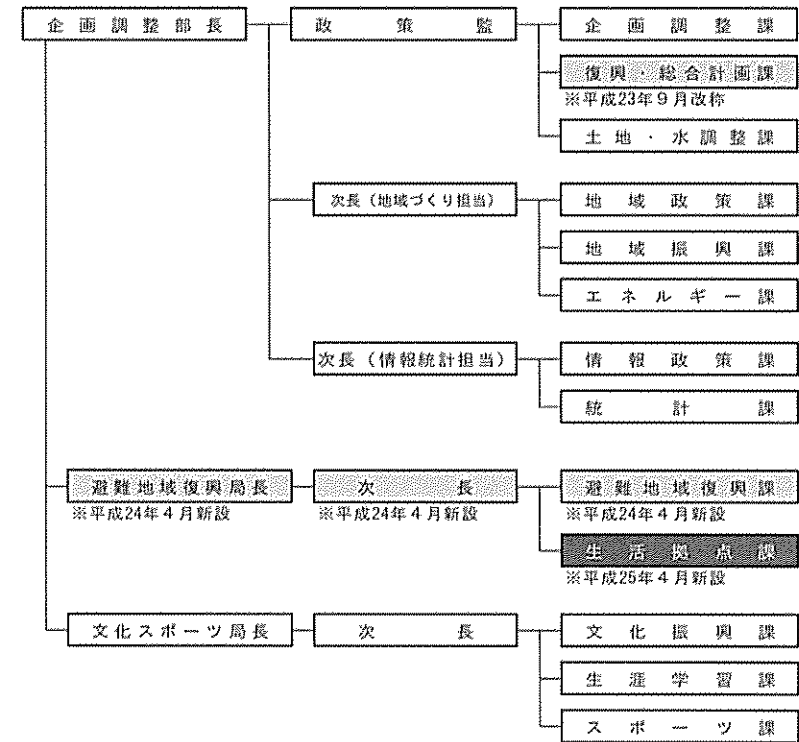 企画調整部長 政策監 企画調整課
復興・総合計画課
※平成23年9月改称
土地・水調整課
次長(地域づくり担当) 地域政策課
地域振興課
エネルギー課
次長(情報統計担当) 情報政策課
統計課
避難地域復興局長 次長 避難地域復興課
※平成24年4月新設 ※平成24年4月新設 ※平成24年4月新設
生活拠点課
※平成25年4月新設
文化スポーツ局長 次長 文化振興課
生涯学習課
スポーツ課